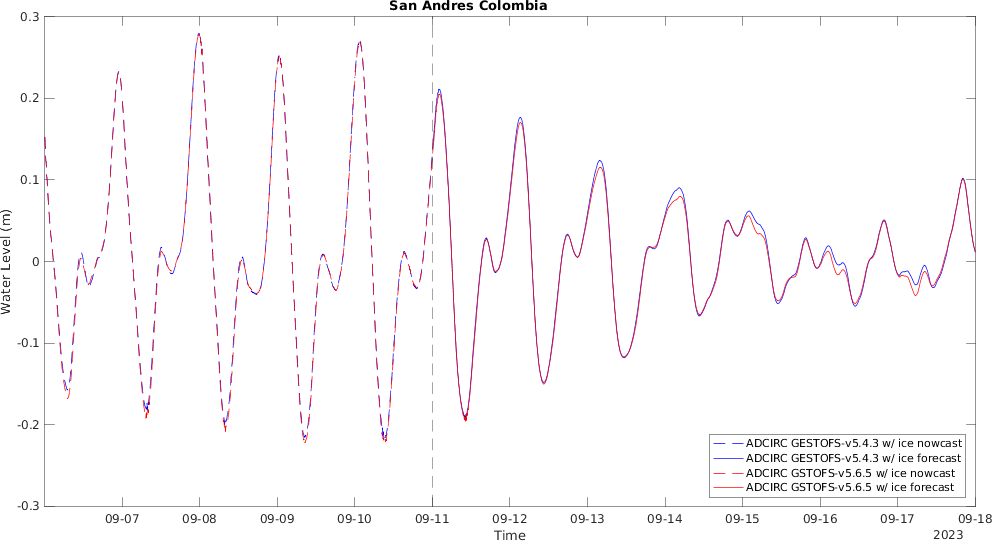 San Andres Colombia
Water Level (m)
0.3
0.2
0.1
0
-0.1
-0.2
-0.3
ADCIRC GESTOFS-v5.4.3 w/ ice nowcast
ADCIRC GESTOFS-v5.4.3 w/ ice forecast
ADCIRC GSTOFS-v5.6.5 w/ ice nowcast
ADCIRC GSTOFS-v5.6.5 w/ ice forecast
09-07 09-08 09-09 09-10 09-11 09-12 09-13 09-14 09-15 09-16 09-17 09-18
Time
2023